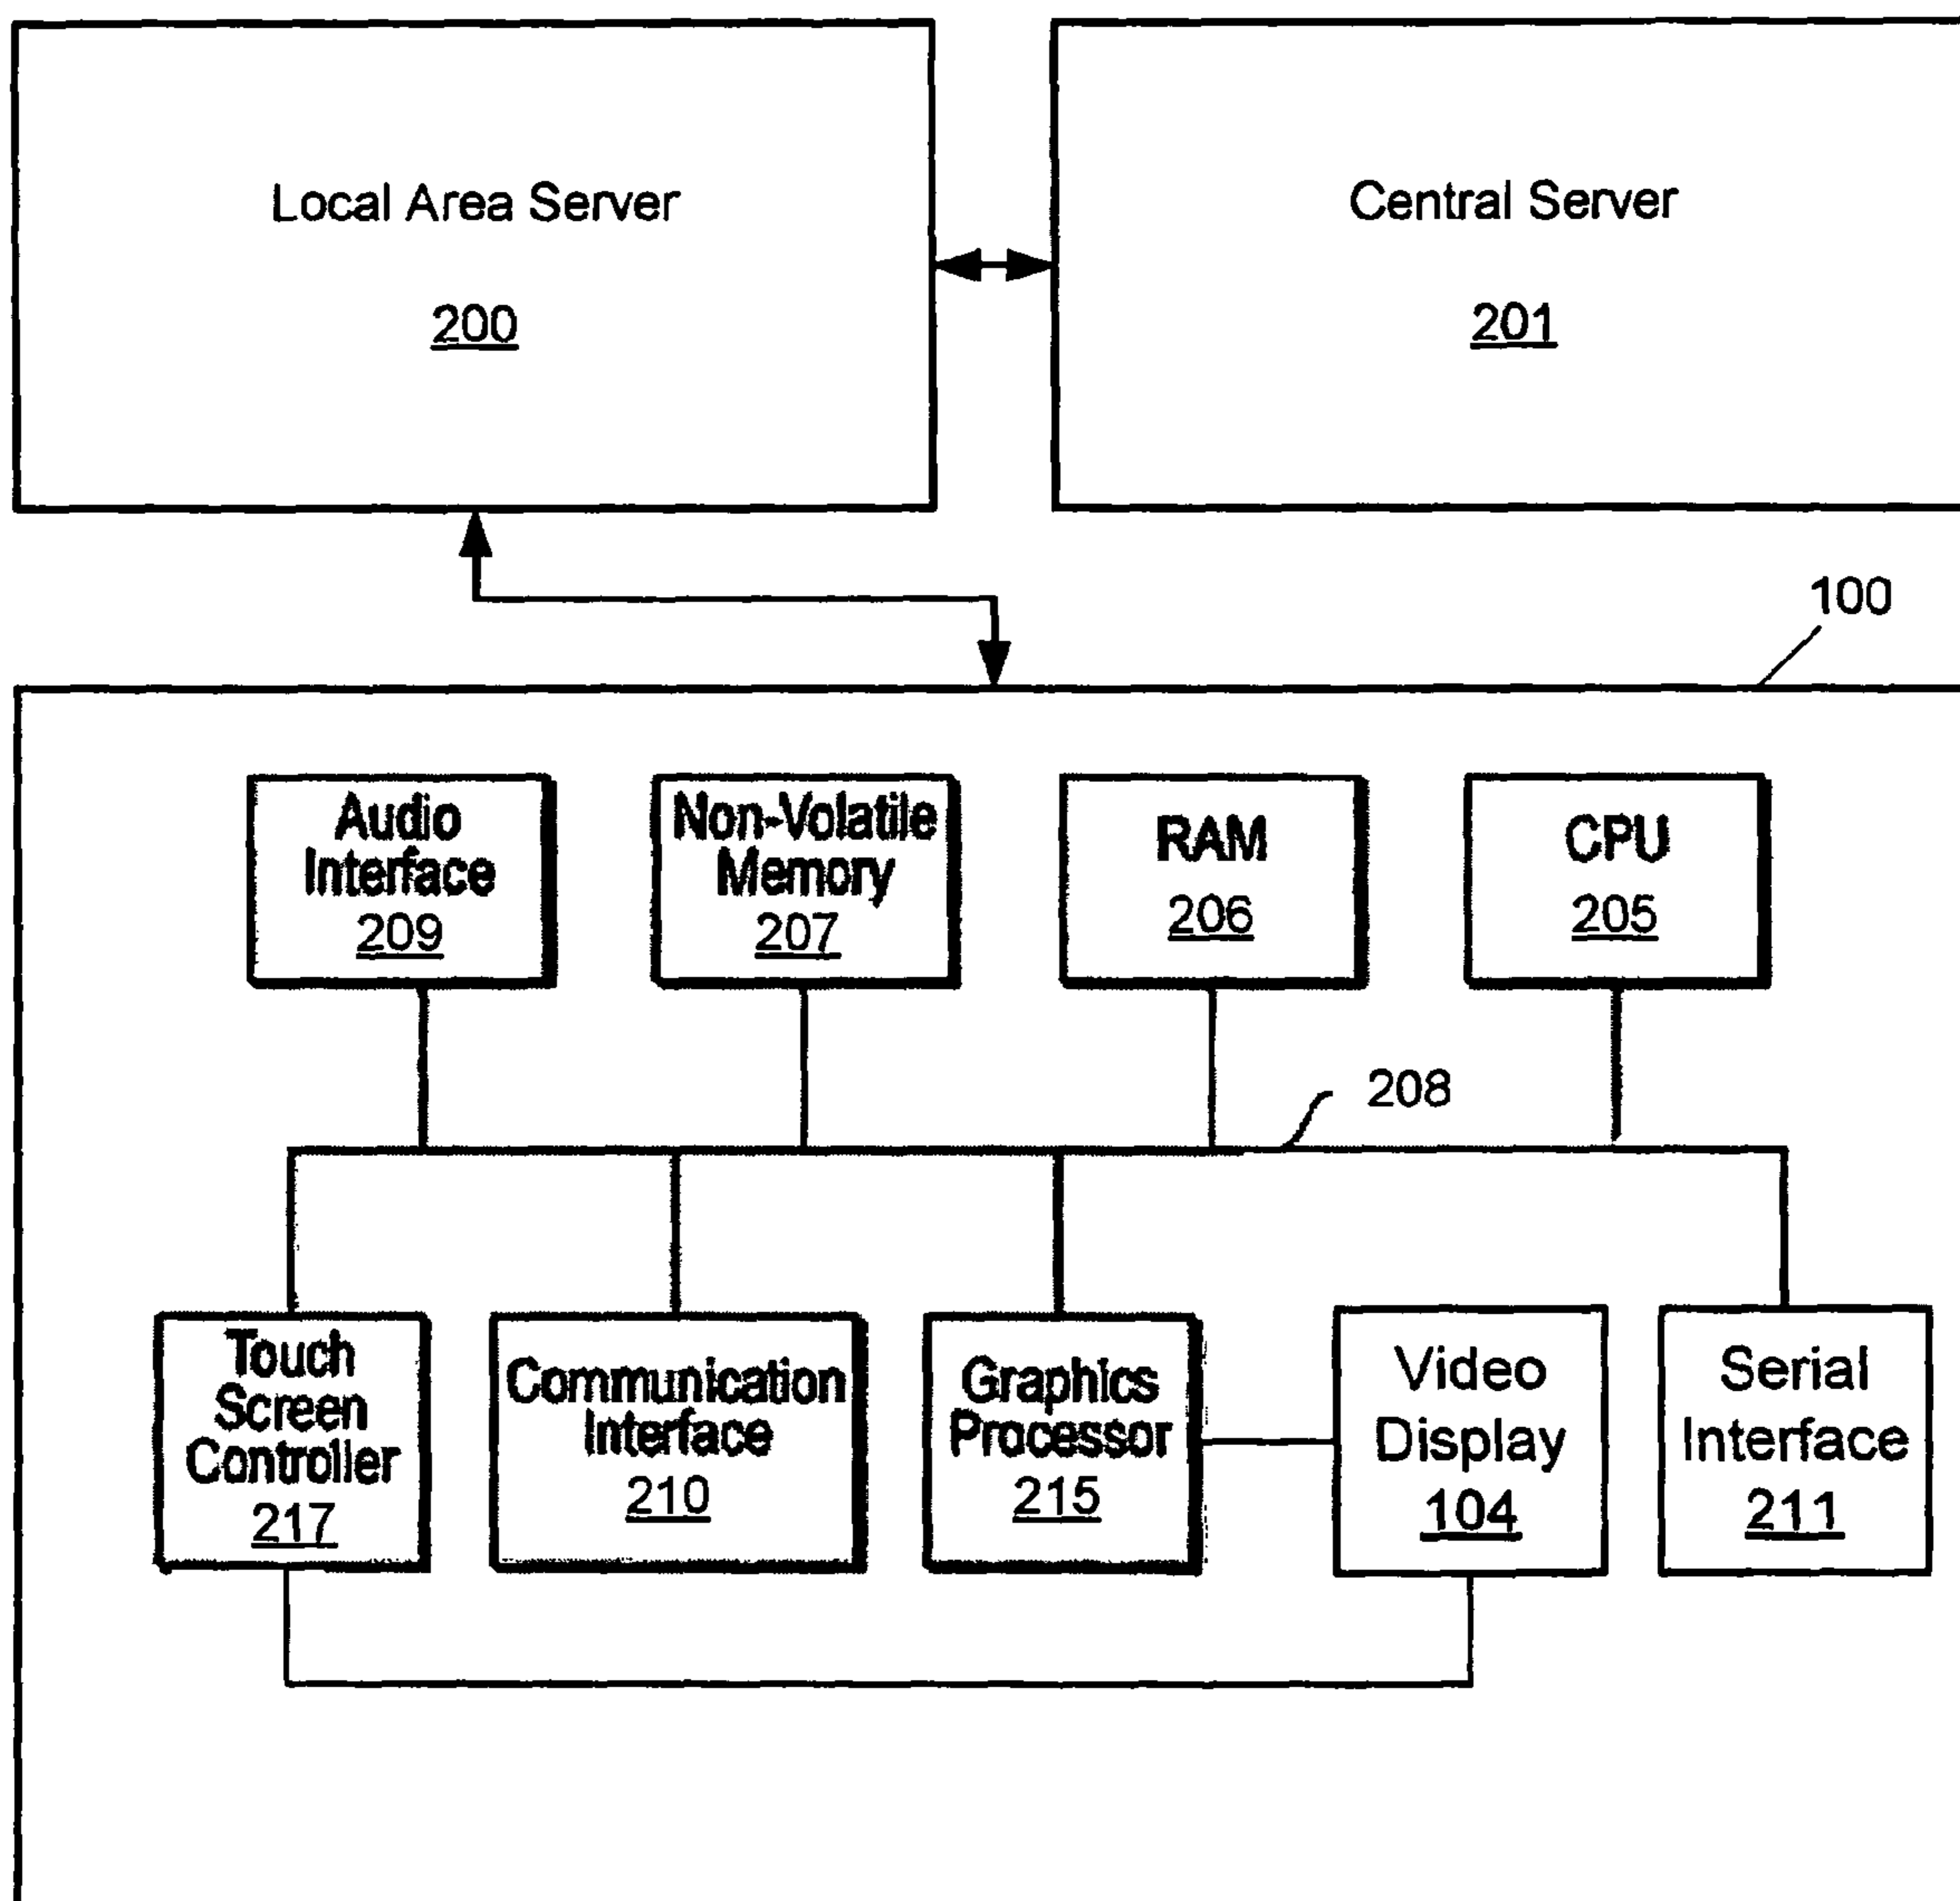 Local Area Server
200
Central Server
201
100
Audio
Interface
209
Non-Volatile
Memory
207
RAM
206
CPU
205
208
Touch
Screen
Controller
217
Communication
Interface
210
Graphics
Processor
215
Video
Display
104
Serial
Interface
211